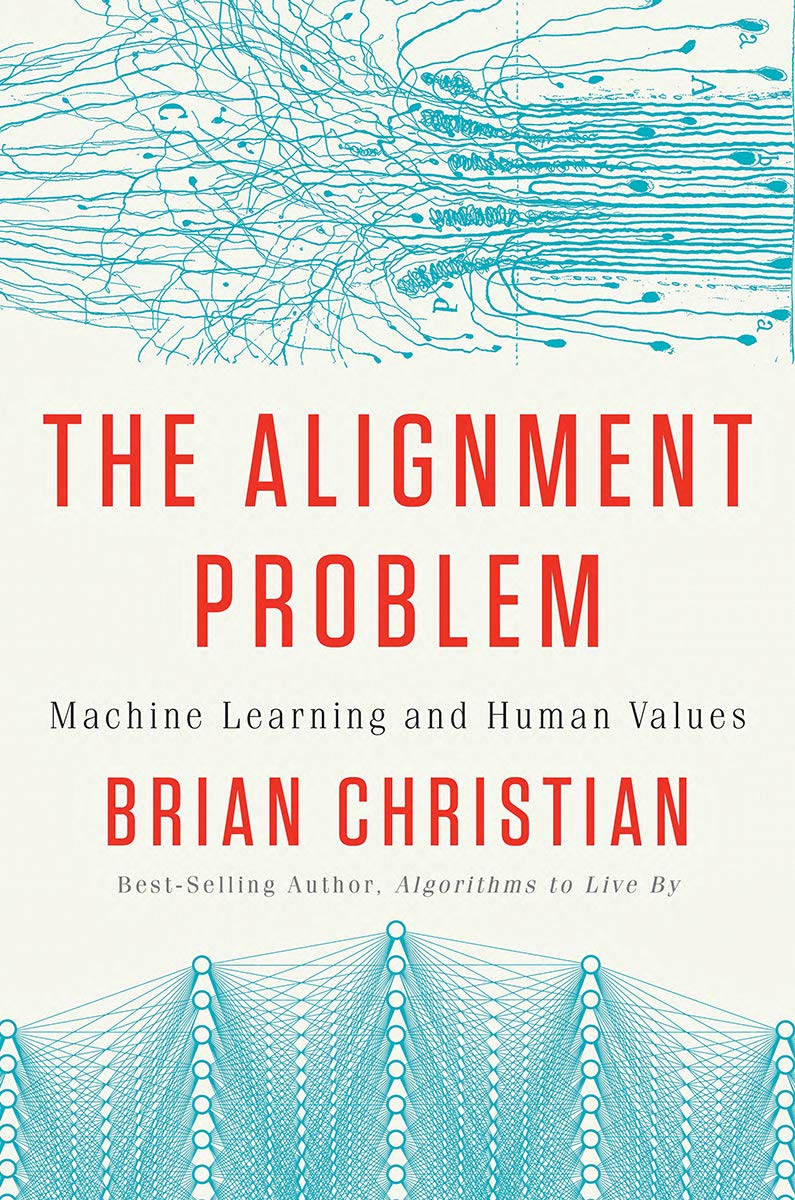 a
A
C
b
P
a
THE ALIGNMENT
PROBLEM
Machine Learning and Human Values
BRIAN CHRISTIAN
Best-Selling Author, Algorithms to Live By